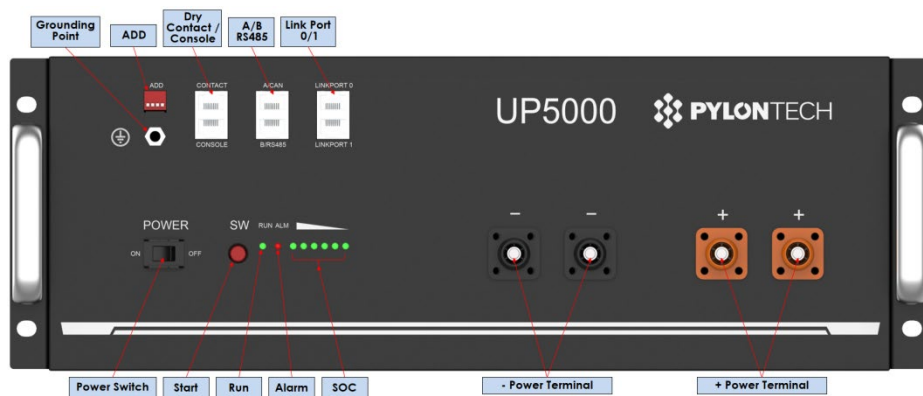 Grounding
Point
ADD
Dry
Contact /
Console
A/B
RS485
Link Port
0/1
ADD
CONTACT
A/CAN
LINKPORT 0
CONSOLE
B/RS485
LINKPORT 1
UP5000
PYLONTECH
POWER
SW
RUN ALM
ON
OFF
- -
+ +
Power Switch
Start
Run
Alarm
SOC
- Power Terminal
+ Power Terminal